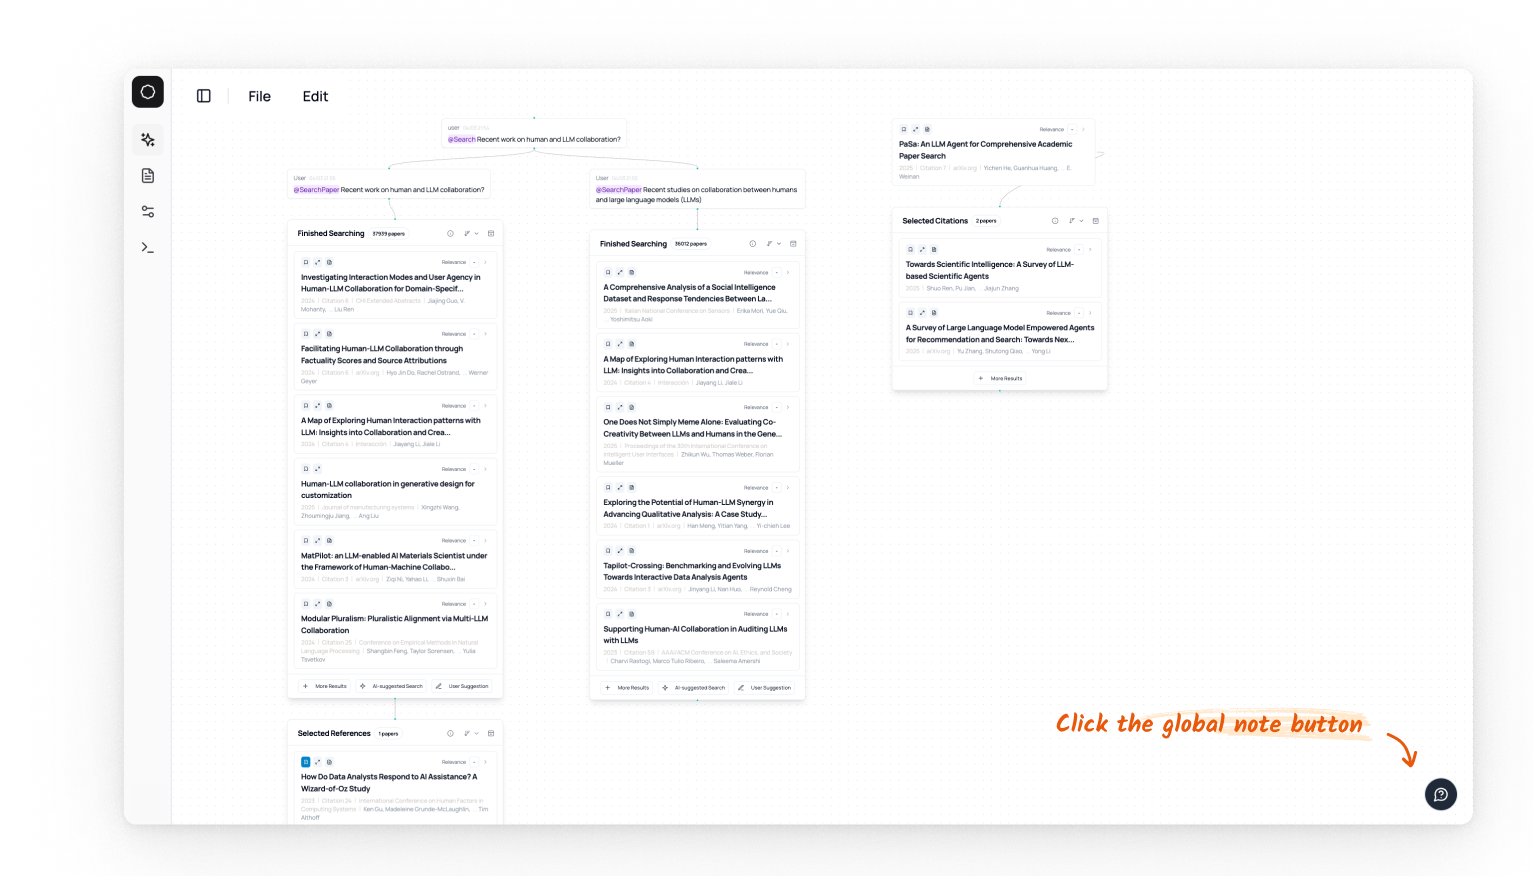 File Edit
user
@Search Recent work on human and LLM collaboration?
User
@SearchPaper Recent work on human and LLM collaboration?
Finished Searching 37939 papers
Relevance -
Investigating Interaction Modes and User Agency in
Human-LLM Collaboration for Domain-Specif...
2024 | Citation 8 | CHI Extended Abstracts | Jiajing Guo, V.
Mohanty, ... Liu Ren
Relevance -
Facilitating Human-LLM Collaboration through
Factuality Scores and Source Attributions
2024 | Citation 8 | arXiv.org | Hyo Jin Do, Rachel Ostrand, ... Werner
Geyer
Relevance -
A Map of Exploring Human Interaction patterns with
LLM: Insights into Collaboration and Crea...
2024 | Citation 4 | Interacción | Jiayang Li, Jiale Li
Relevance -
Human-LLM collaboration in generative design for
customization
2025 | Journal of manufacturing systems | Xingzhi Wang,
Zhoumingju Jiang, ... Ang Liu
Relevance -
MatPilot: an LLM-enabled AI Materials Scientist under
the Framework of Human-Machine Collabo...
2024 | Citation 3 | arXiv.org | Ziqi Ni, Yahao Li, ... Shuxin Bai
Relevance -
Modular Pluralism: Pluralistic Alignment via Multi-LLM
Collaboration
2024 | Citation 25 | Conference on Empirical Methods in Natural
Language Processing | Shangbin Feng, Taylor Sorensen, ... Yulia
Tsvetkov
More Results AI-suggested Search User Suggestion
Selected References 1 papers
Relevance -
How Do Data Analysts Respond to AI Assistance? A
Wizard-of-Oz Study
2023 | Citation 24 | International Conference on Human Factors in
Computing Systems | Ken Gu, Madeleine Grunde-McLaughlin, ... Tim
Althoff
User
@SearchPaper Recent studies on collaboration between humans
and large language models (LLMs)
Finished Searching 36012 papers
Relevance -
A Comprehensive Analysis of a Social Intelligence
Dataset and Response Tendencies Between La...
2025 | Italian National Conference on Sensors | Erika Mori, Yue Qiu,
... Yoshimitsu Aoki
Relevance -
A Map of Exploring Human Interaction patterns with
LLM: Insights into Collaboration and Crea...
2024 | Citation 4 | Interacción | Jiayang Li, Jiale Li
Relevance -
One Does Not Simply Meme Alone: Evaluating Co-
Creativity Between LLMs and Humans in the Gene...
2025 | Proceedings of the 30th International Conference on
Intelligent User Interfaces | Zhikun Wu, Thomas Weber, Florian
Mueller
Relevance -
Exploring the Potential of Human-LLM Synergy in
Advancing Qualitative Analysis: A Case Study...
2024 | Citation 1 | arXiv.org | Han Meng, Yitian Yang, ... Yi-chieh Lee
Relevance -
Tapilot-Crossing: Benchmarking and Evolving LLMs
Towards Interactive Data Analysis Agents
2024 | Citation 3 | arXiv.org | Jinyang Li, Nan Huo, ... Reynold Cheng
Relevance -
Supporting Human-AI Collaboration in Auditing LLMs
with LLMs
2023 | Citation 59 | AAAI/ACM Conference on AI, Ethics, and Society
| Charvi Rastogi, Marco Tulio Ribeiro, ... Saleema Amershi
More Results AI-suggested Search User Suggestion
Relevance -
PaSa: An LLM Agent for Comprehensive Academic
Paper Search
2025 | Citation 7 | arXiv.org | Yichen He, Guanhua Huang, ... E.
Weinan
Selected Citations 2 papers
Relevance -
Towards Scientific Intelligence: A Survey of LLM-
based Scientific Agents
2025 | Shuo Ren, Pu Jian, ... Jiajun Zhang
Relevance -
A Survey of Large Language Model Empowered Agents
for Recommendation and Search: Towards Nex...
2025 | arXiv.org | Yu Zhang, Shutong Qiao, ... Yong Li
More Results
Click the global note button